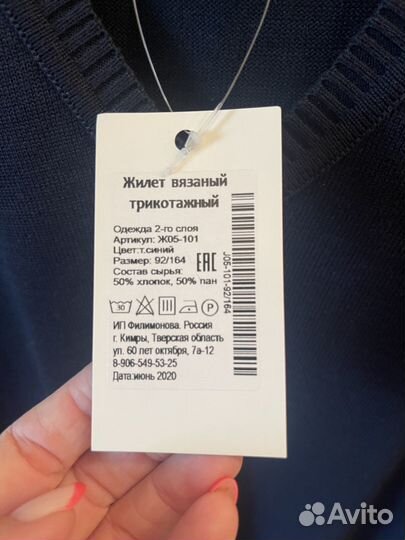 Жилет вязаный
трикотажный
Одежда 2-го слоя
Артикул: Ж05-101
Цвет:т.синий
Размер: 92/164
Состав сырья:
50% хлопок, 50% пан
EAC
J05-101-92/164
30
P
ИП Филимонова. Россия
г. Кимры, Тверская область
ул. 60 лет октября, 7а-12
8-906-549-53-25
Дата:июнь 2020
Avito